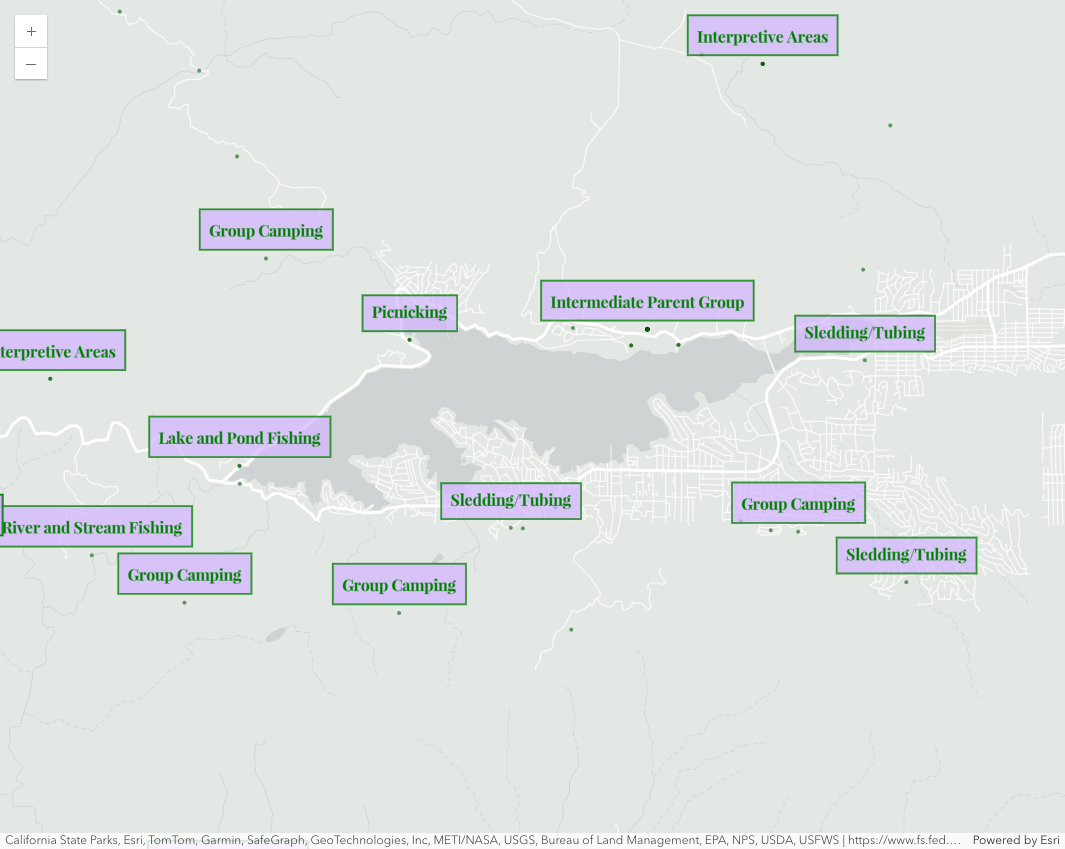 +
Interpretive Areas
–
Group Camping
Intermediate Parent Group
Picnicking
Sledding/Tubing
terpretive Areas
Lake and Pond Fishing
Sledding/Tubing
Group Camping
River and Stream Fishing
Sledding/Tubing
Group Camping
Group Camping
California State Parks, Esri, TomTom, Garmin, SafeGraph, GeoTechnologies, Inc, METI/NASA, USGS, Bureau of Land Management, EPA, NPS, USDA, USFWS | https://www.fs.fed.... Powered by Esri